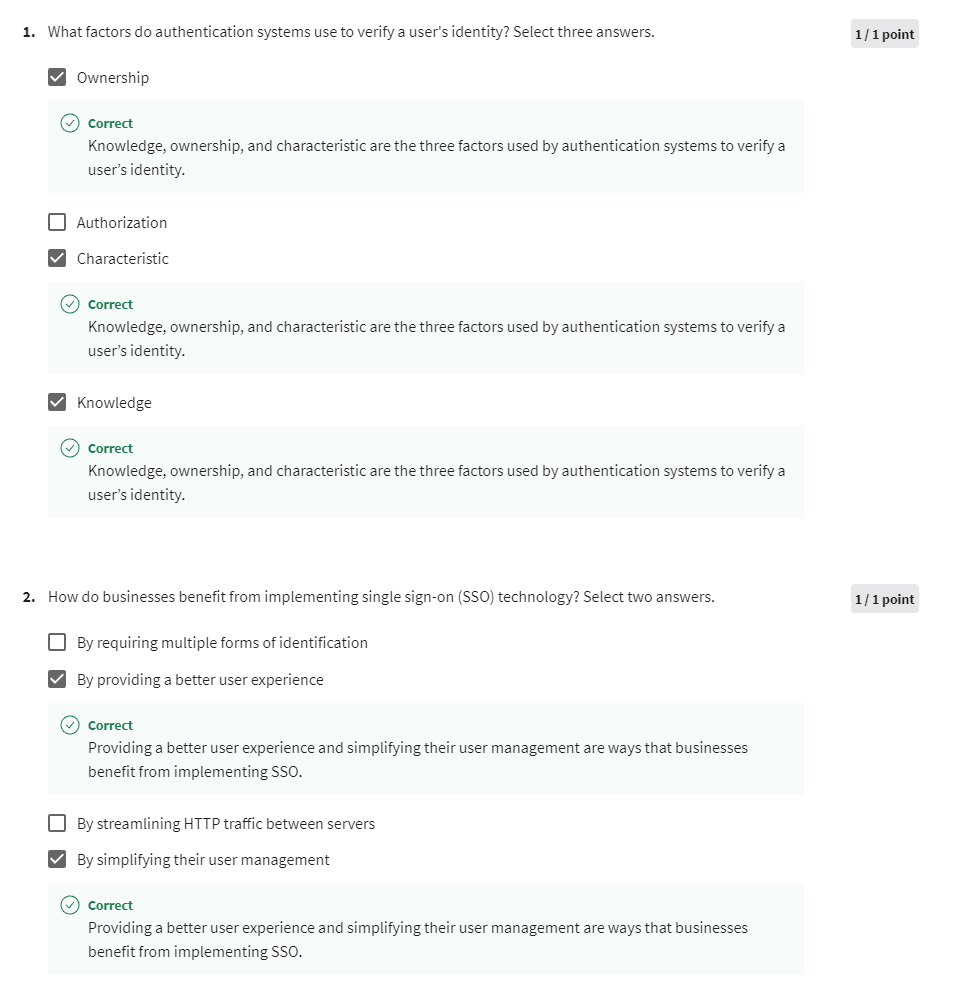 1. What factors do authentication systems use to verify a user's identity? Select three answers.
1 / 1 point
Ownership
Correct
Knowledge, ownership, and characteristic are the three factors used by authentication systems to verify a
user’s identity.
Authorization
Characteristic
Correct
Knowledge, ownership, and characteristic are the three factors used by authentication systems to verify a
user’s identity.
Knowledge
Correct
Knowledge, ownership, and characteristic are the three factors used by authentication systems to verify a
user’s identity.
2. How do businesses benefit from implementing single sign-on (SSO) technology? Select two answers.
1 / 1 point
By requiring multiple forms of identification
By providing a better user experience
Correct
Providing a better user experience and simplifying their user management are ways that businesses
benefit from implementing SSO.
By streamlining HTTP traffic between servers
By simplifying their user management
Correct
Providing a better user experience and simplifying their user management are ways that businesses
benefit from implementing SSO.